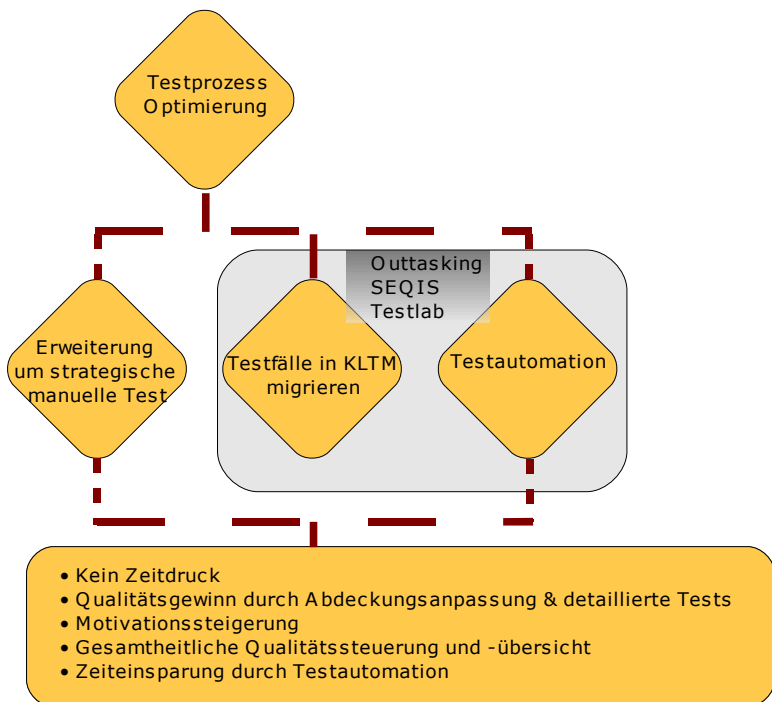 Testprozess
Optimierung
Outtasking
SEQIS
Testlab
Erweiterung
um strategische
manuelle Test
Testfälle in KLTM
migrieren
Testautomation
• Kein Zeitdruck
• Qualitätsgewinn durch Abdeckungsanpassung & detaillierte Tests
• Motivationssteigerung
• Gesamtheitliche Qualitätssteuerung und -übersicht
• Zeiteinsparung durch Testautomation